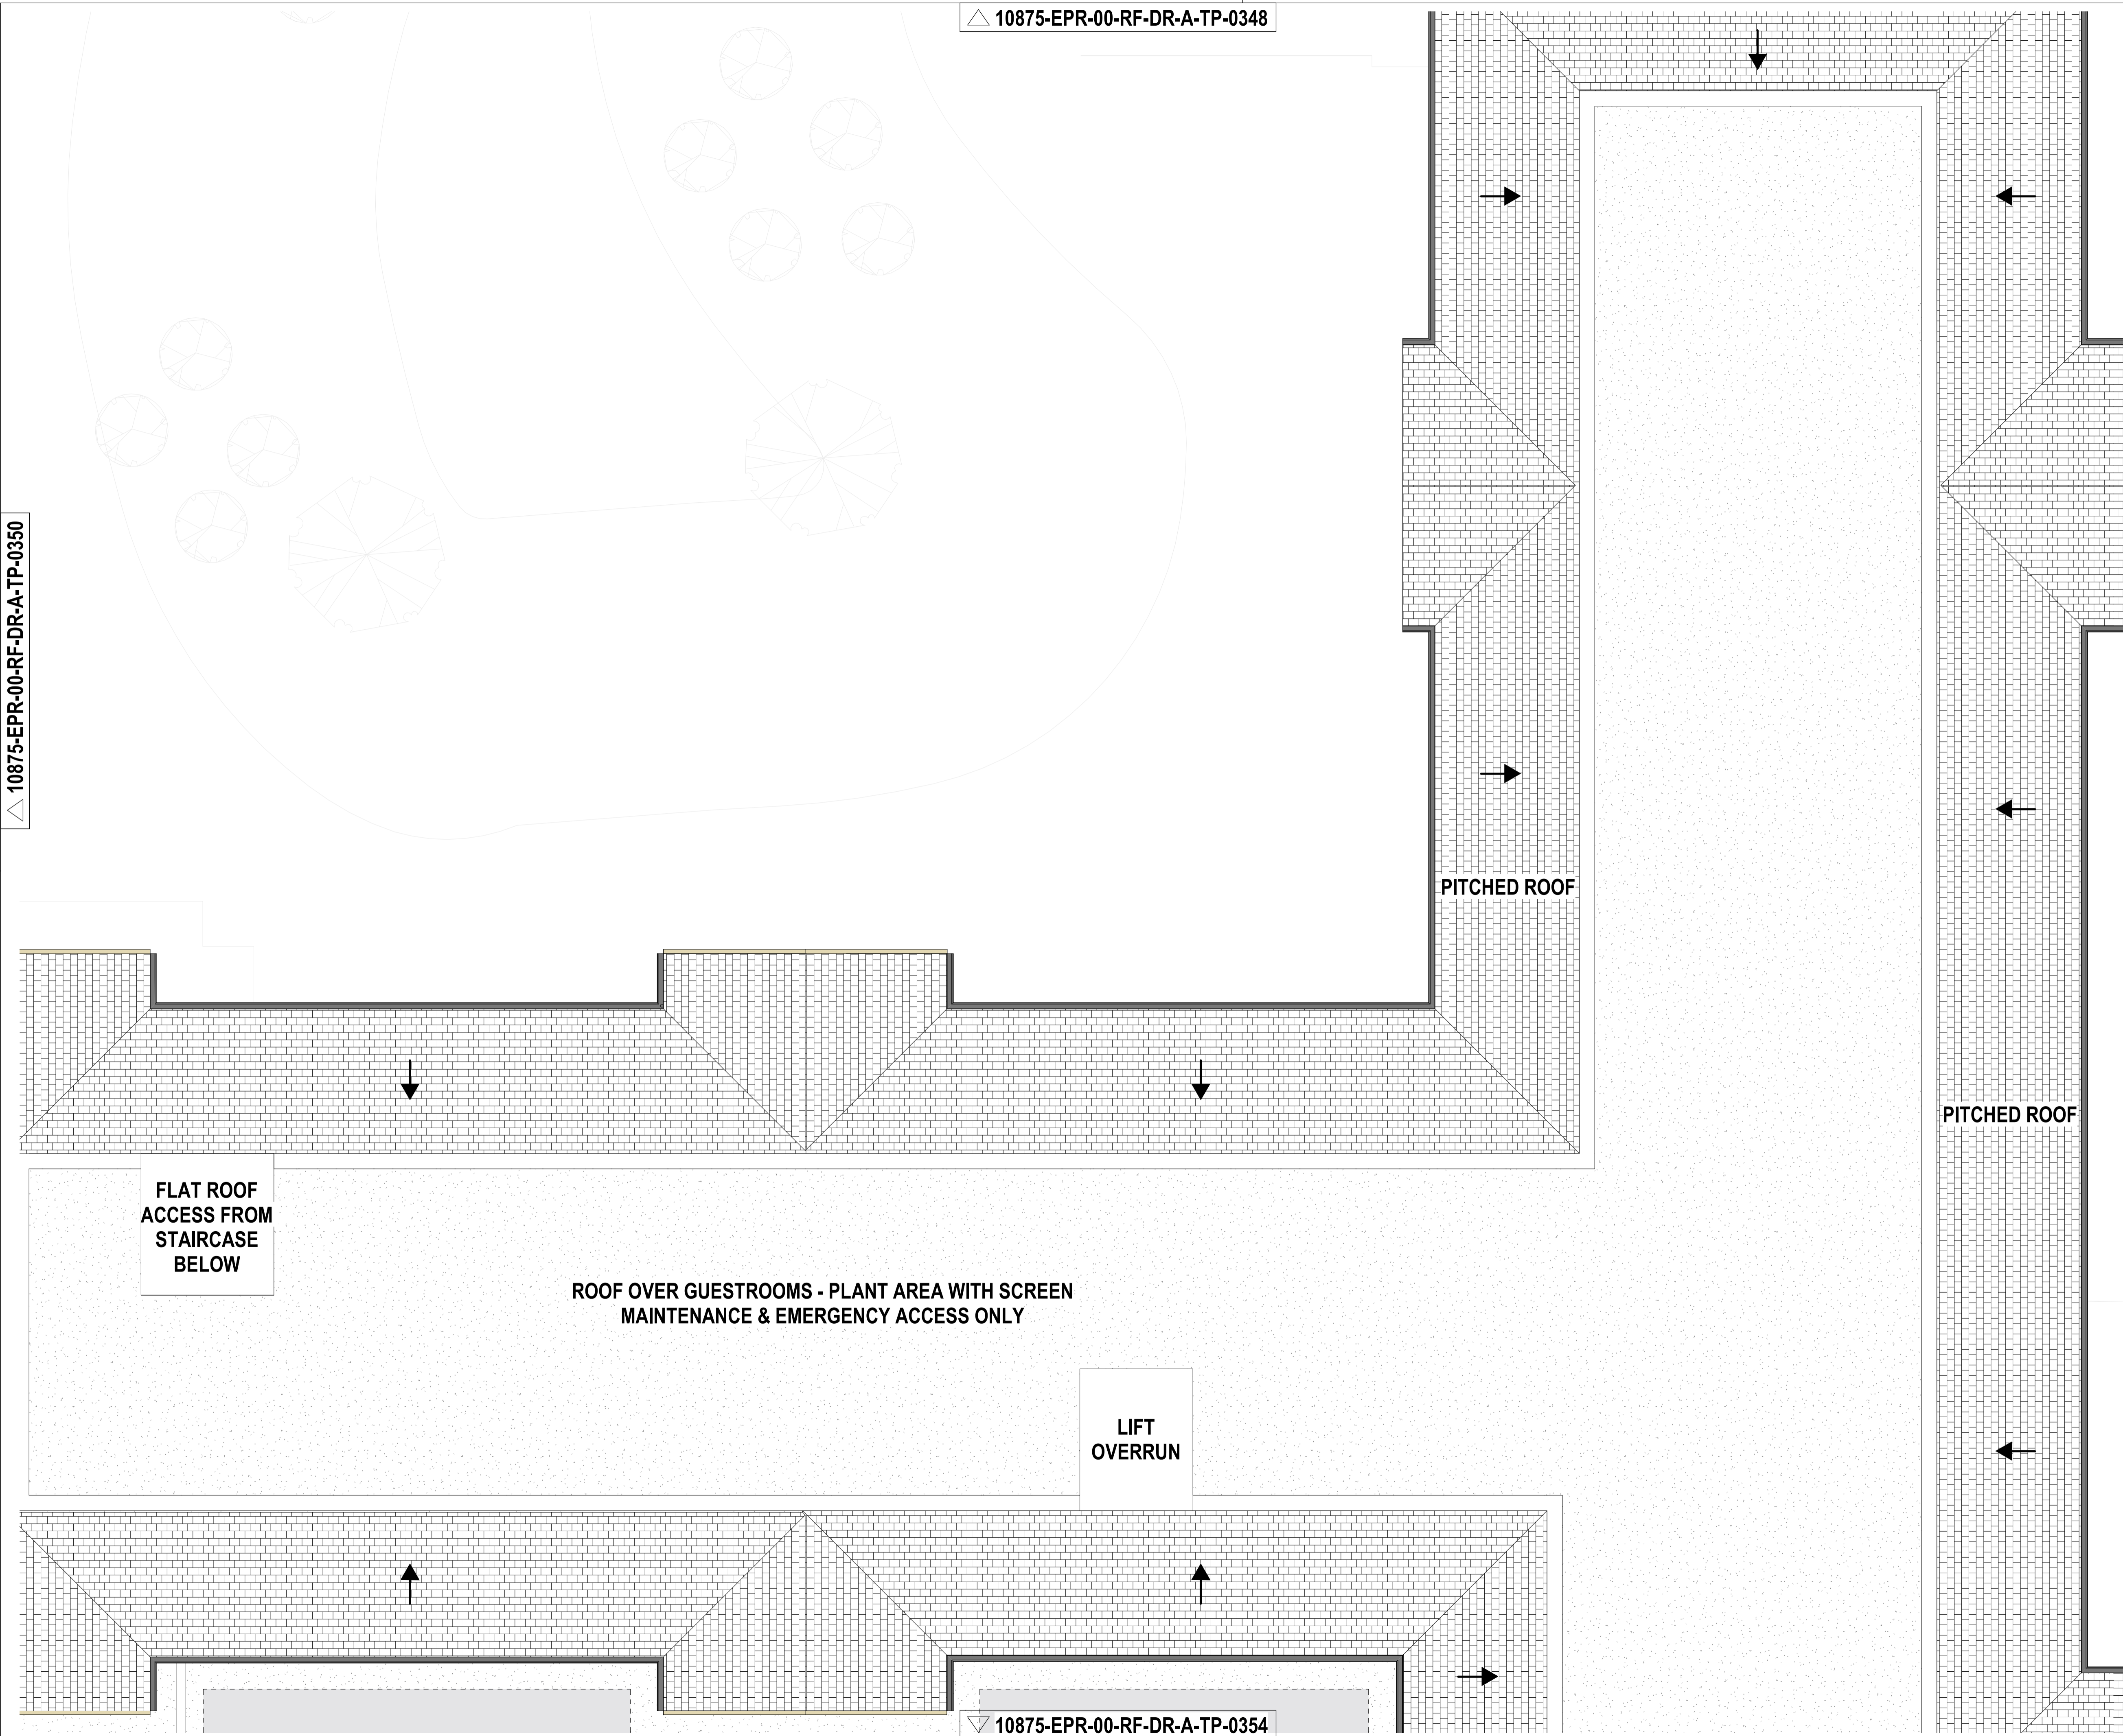 10875-EPR-00-RF-DR-A-TP-0348
10875-EPR-00-RF-DR-A-TP-0350
PITCHED ROOF
PITCHED ROOF
FLAT ROOF
ACCESS FROM
STAIRCASE
BELOW
ROOF OVER GUESTROOMS - PLANT AREA WITH SCREEN
MAINTENANCE & EMERGENCY ACCESS ONLY
LIFT
OVERRUN
10875-EPR-00-RF-DR-A-TP-0354